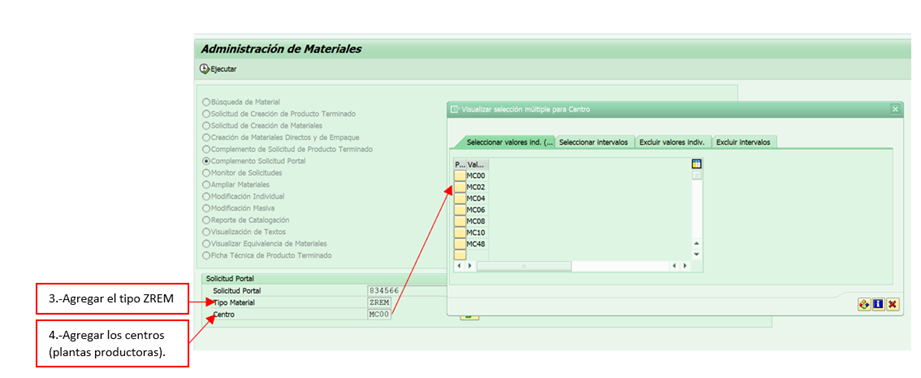 Administración de Materiales
Ejecutar
Búsqueda de Material
Solicitud de Creación de Producto Terminado
Solicitud de Creación de Materiales
Creación de Materiales Directos y de Empaque
Complemento de Solicitud de Producto Terminado
Complemento Solicitud Portal
Monitor de Solicitudes
Ampliar Materiales
Modificación Individual
Modificación Masiva
Reporte de Catalogación
Visualización de Textos
Visualizar Equivalencia de Materiales
Ficha Técnica de Producto Terminado
Solicitud Portal
Solicitud Portal 834566
Tipo Material ZREM
Centro MC00
Visualizar selección múltiple para Centro
Seleccionar valores ind. (... Seleccionar intervalos Excluir valores indiv. Excluir intervalos
P... Val...
MC00
MC02
MC04
MC06
MC08
MC10
MC48
3.-Agregar el tipo ZREM
4.-Agregar los centros
(plantas productoras).